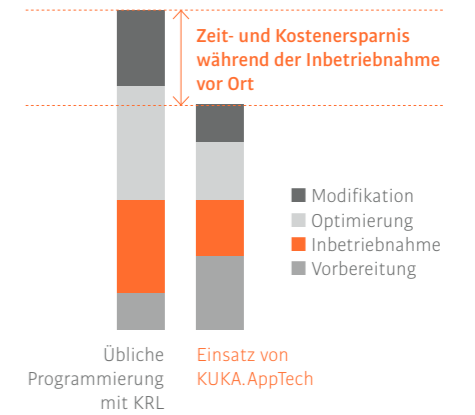 Zeit- und Kostenersparnis
während der Inbetriebnahme
vor Ort
Modifikation
Optimierung
Inbetriebnahme
Vorbereitung
Übliche
Programmierung
mit KRL
Einsatz von
KUKA.AppTech